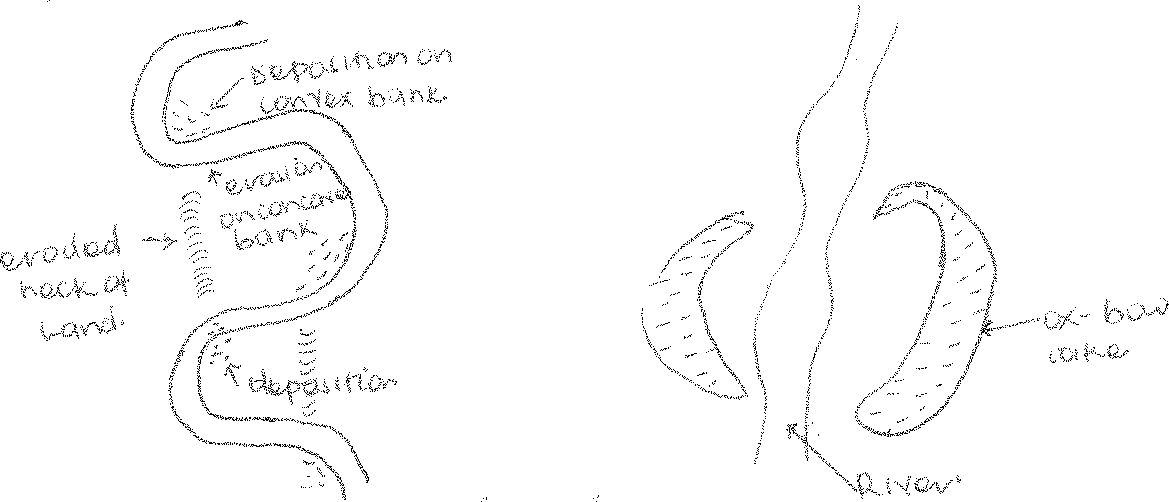 Deposition on
convex bank.
erosion
on concave
bank
eroded
neck of
land.
deposition
ox-bow
lake
River